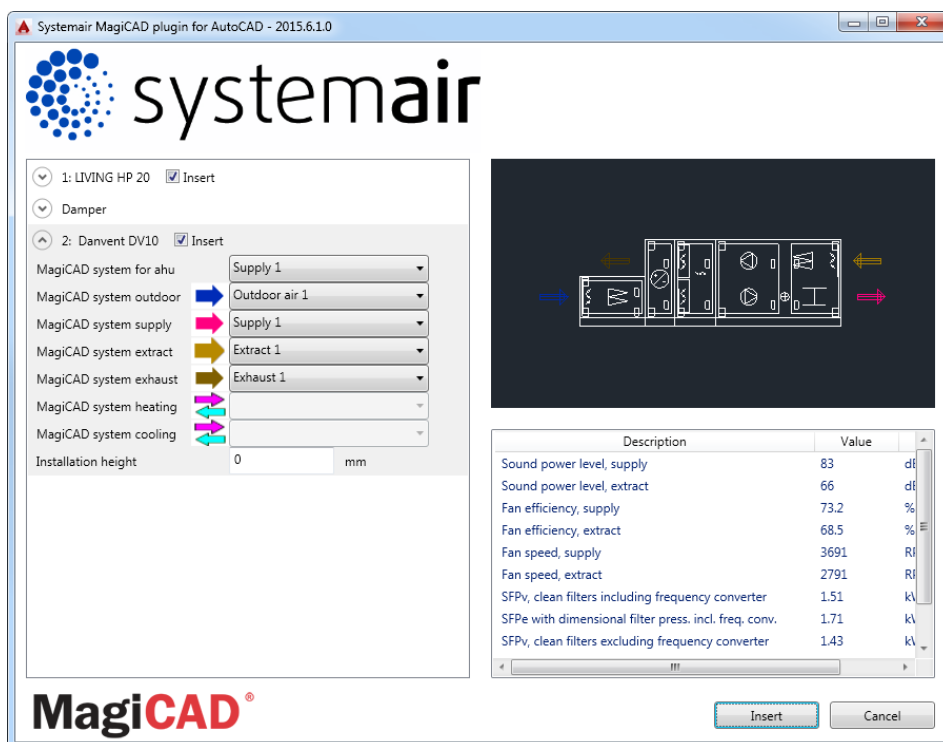 Systemair MagiCAD plugin for AutoCAD - 2015.6.1.0
systemair
1: LIVING HP 20 Insert
Damper
2: Danvent DV10 Insert
MagiCAD system for ahu Supply 1
MagiCAD system outdoor Outdoor air 1
MagiCAD system supply Supply 1
MagiCAD system extract Extract 1
MagiCAD system exhaust Exhaust 1
MagiCAD system heating
MagiCAD system cooling
Installation height 0 mm
Description Value
Sound power level, supply 83
Sound power level, extract 66
Fan efficiency, supply 73.2 %
Fan efficiency, extract 68.5 %
Fan speed, supply 3691
Fan speed, extract 2791
SFPv, clean filters including frequency converter 1.51
SFPe with dimensional filter press. incl. freq. conv. 1.71
SFPv, clean filters excluding frequency converter 1.43
MagiCAD®
Insert Cancel